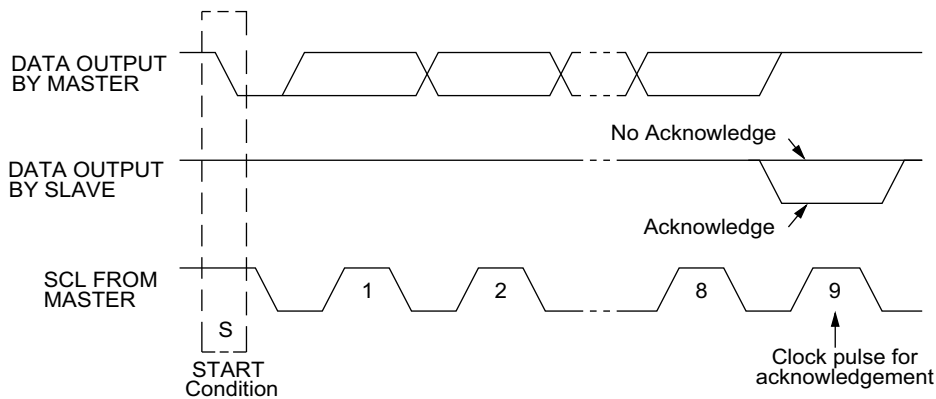 DATA OUTPUT
BY MASTER
No Acknowledge
DATA OUTPUT
BY SLAVE
Acknowledge
SCL FROM
MASTER
1
2
8
9
S
START
Condition
Clock pulse for
acknowledgement